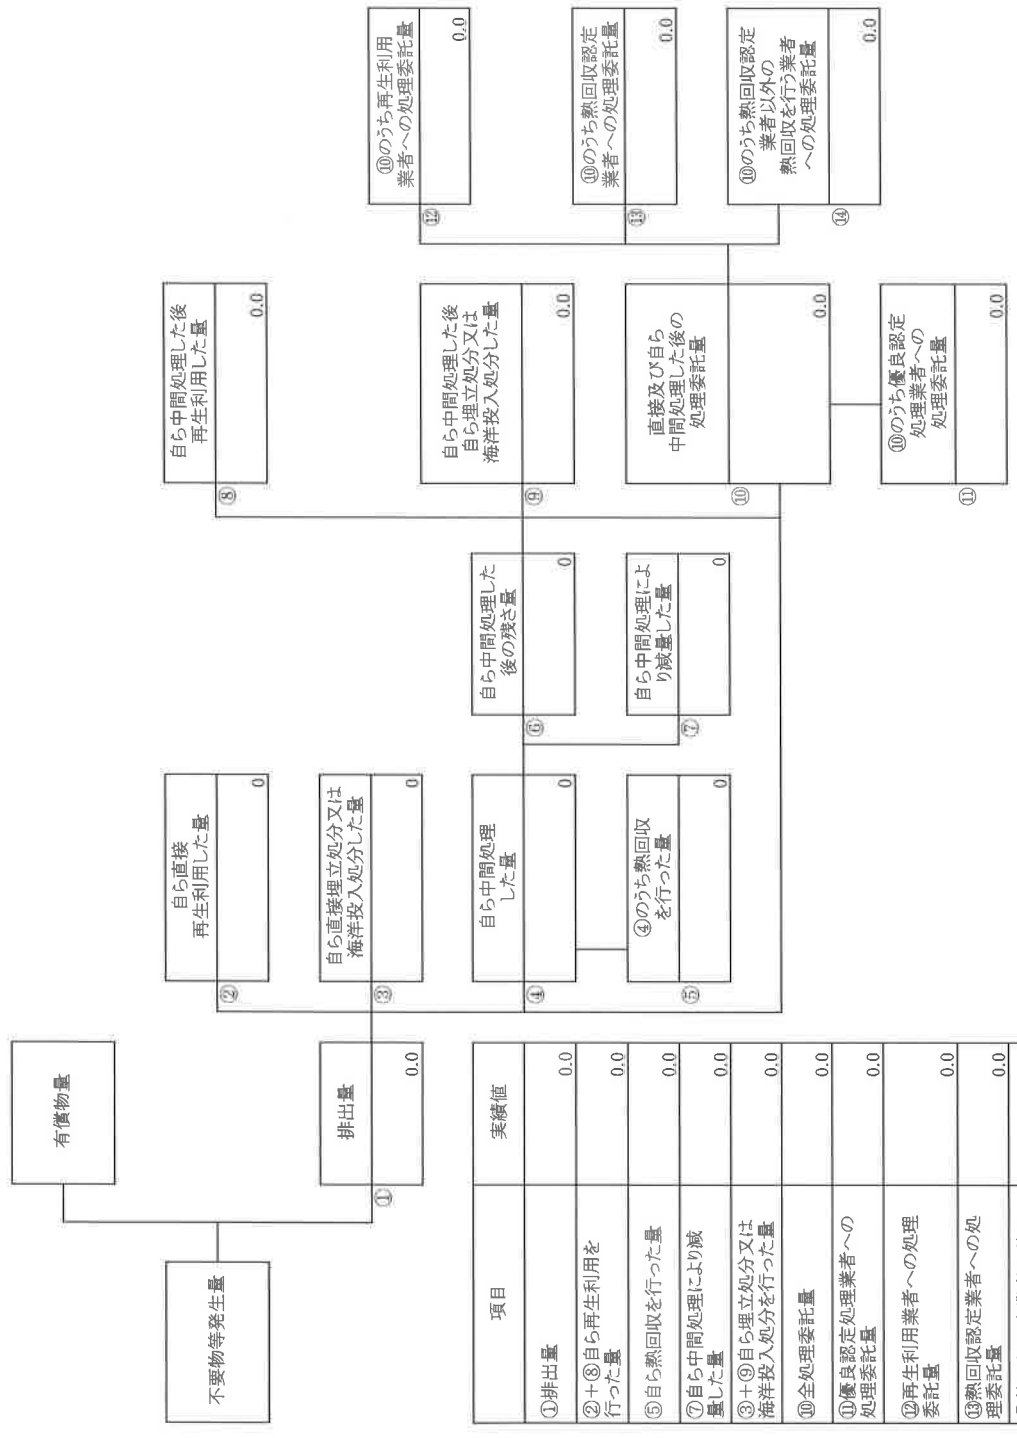 不要物等発生量
有償物量
①
排出量
0.0
②
自ら直接
再生利用した量
0
③
自ら直接埋立処分又は
海洋投入処分した量
0
④
自ら中間処理
した量
0
⑤
④のうち熱回収
を行った量
0
⑥
自ら中間処理した
後の残さ量
0
⑦
自ら中間処理によ
り減量した量
0
⑧
自ら中間処理した後
再生利用した量
0.0
⑨
自ら中間処理した後
自ら埋立処分又は
海洋投入処分した量
0.0
⑩
直接及び自ら
中間処理した後の
処理委託量
0.0
⑪
⑩のうち優良認定
処理業者への
処理委託量
0.0
⑫
⑩のうち再生利用
業者への処理委託量
0.0
⑬
⑩のうち熱回収認定
業者への処理委託量
0.0
⑭
⑩のうち熱回収認定
業者以外の
熱回収を行う業者
への処理委託量
0.0
項目 実績値
①排出量 0.0
②+⑧自ら再生利用を
行った量 0.0
⑤自ら熱回収を行った量 0.0
⑦自ら中間処理により減
量した量 0.0
③+⑨自ら埋立処分又は
海洋投入処分を行った量 0.0
⑩全処理委託量 0.0
⑪優良認定処理業者への
処理委託量 0.0
⑫再生利用業者への処理
委託量 0.0
⑬熱回収認定業者への処
理委託量 0.0